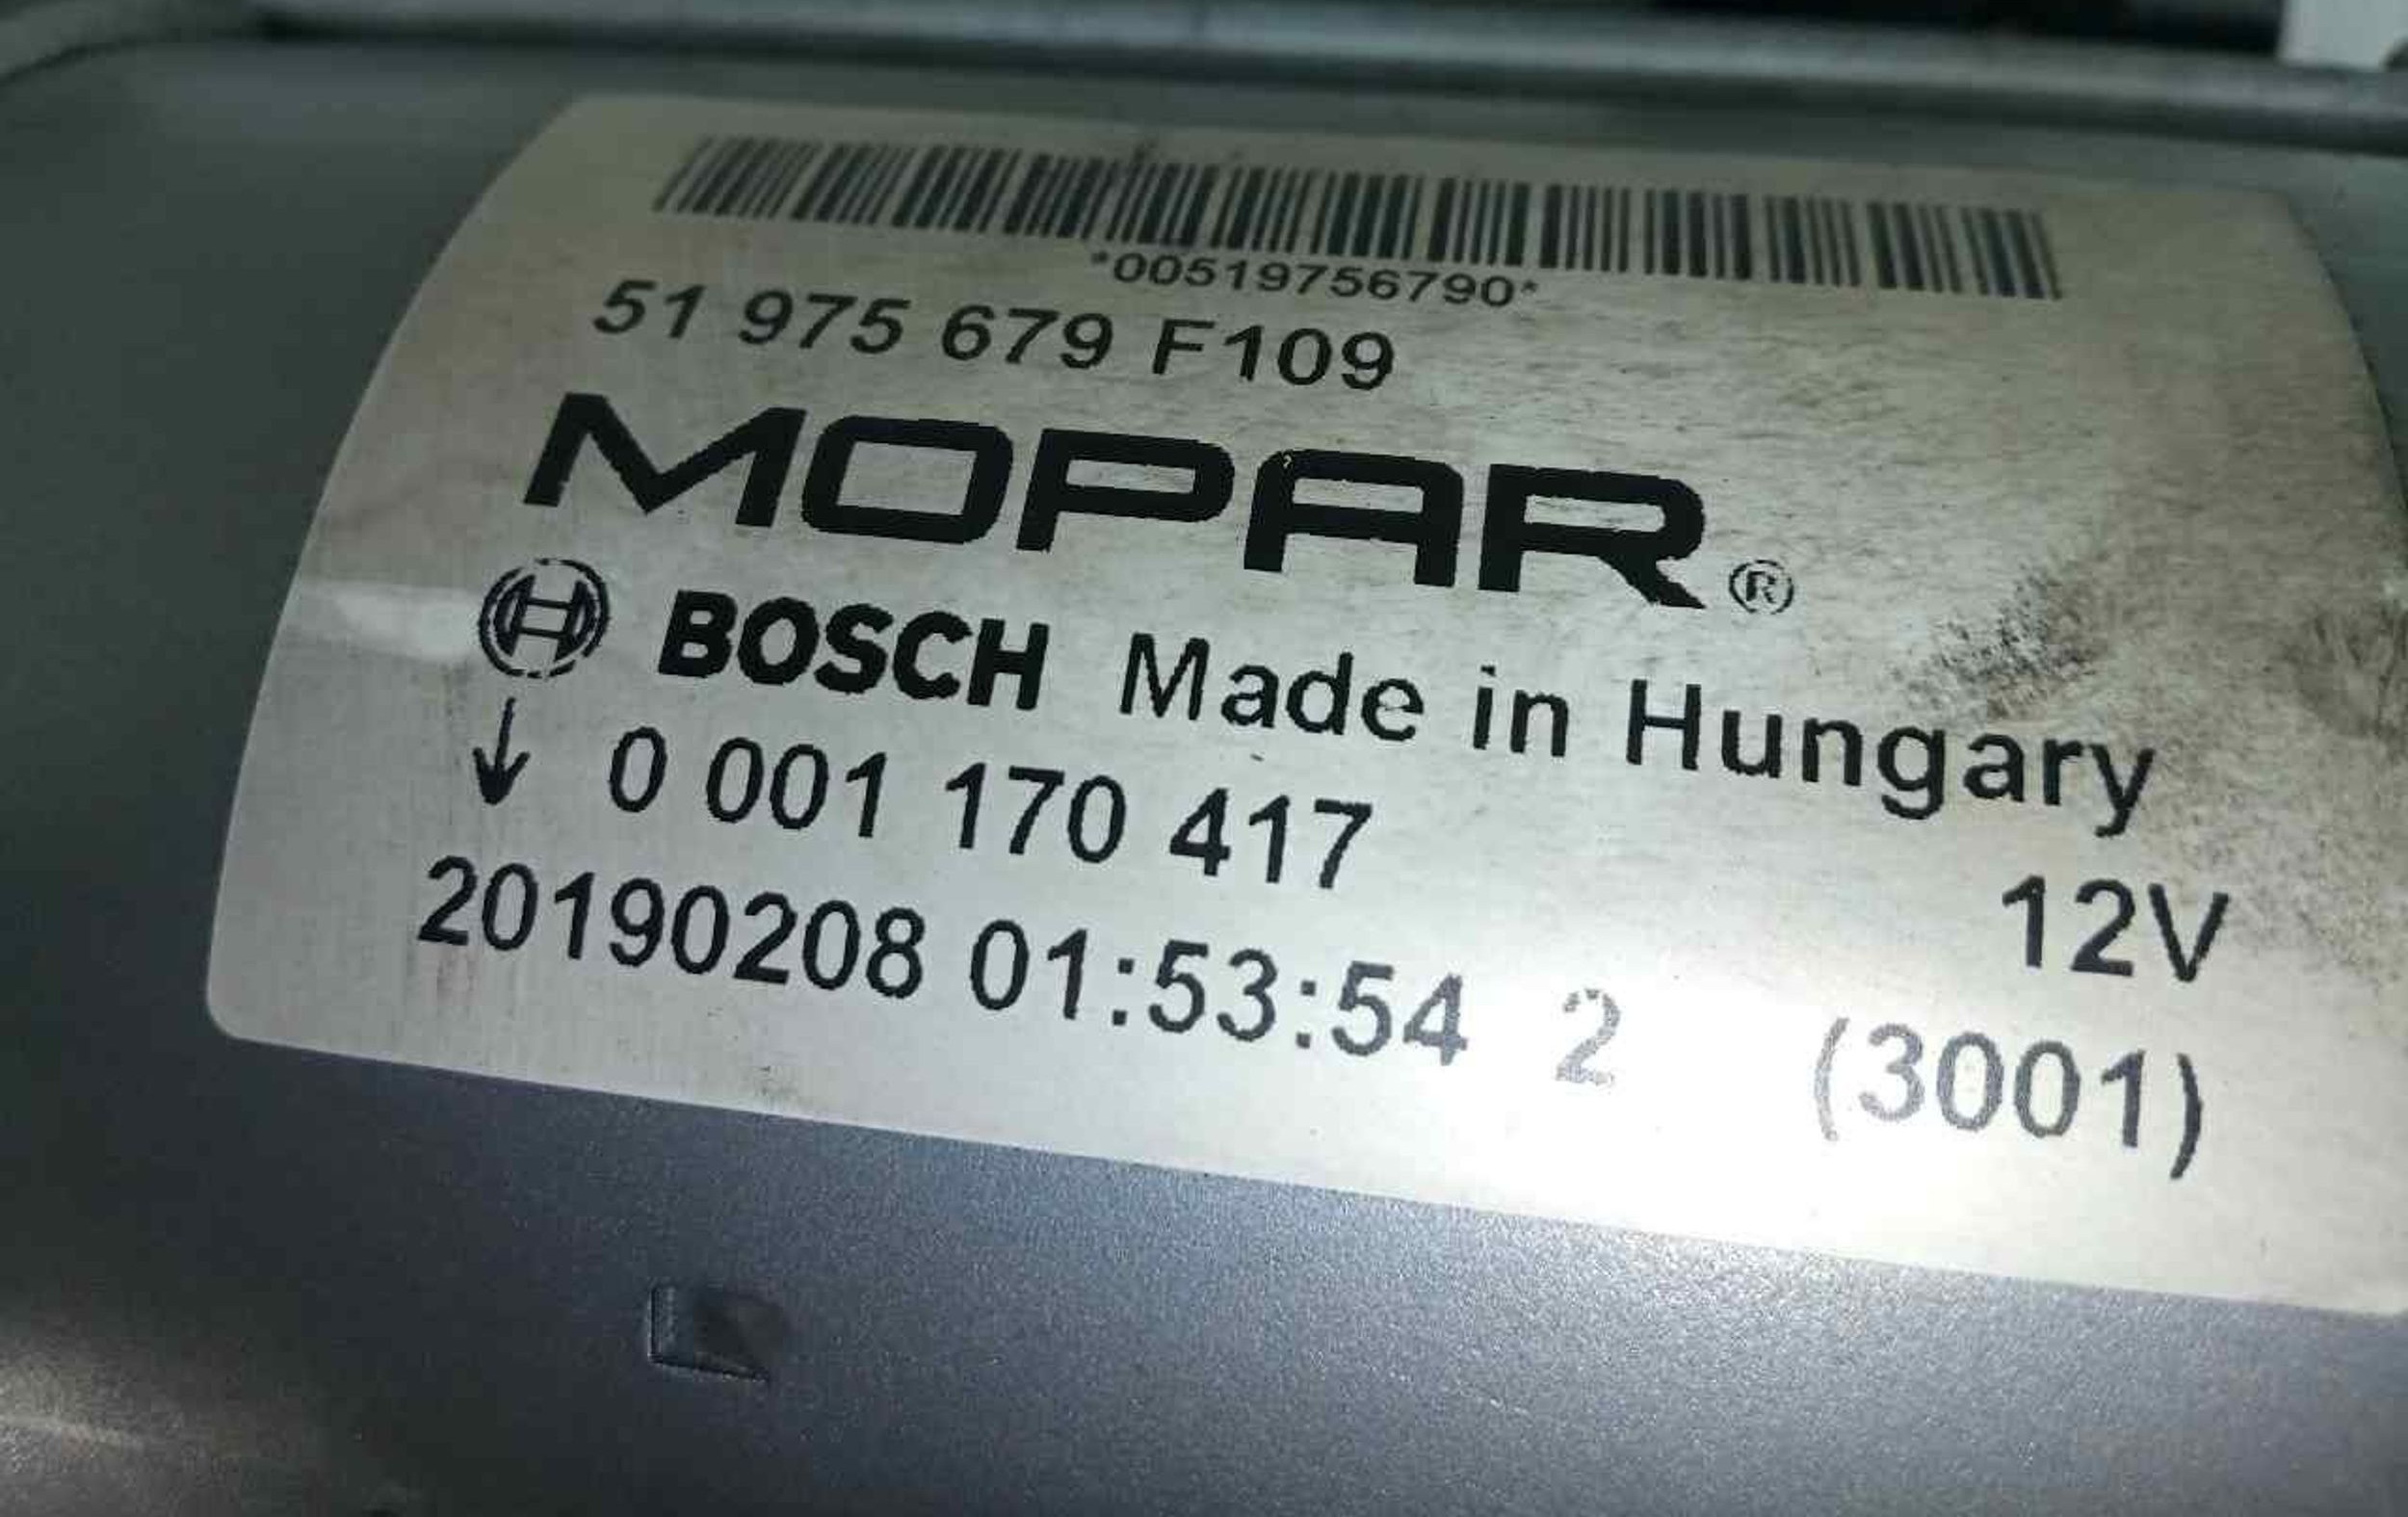 *00519756790*
51 975 679 F109
MOPAR®
BOSCH Made in Hungary
↓ 0 001 170 417
12V
20190208 01:53:54 2 (3001)